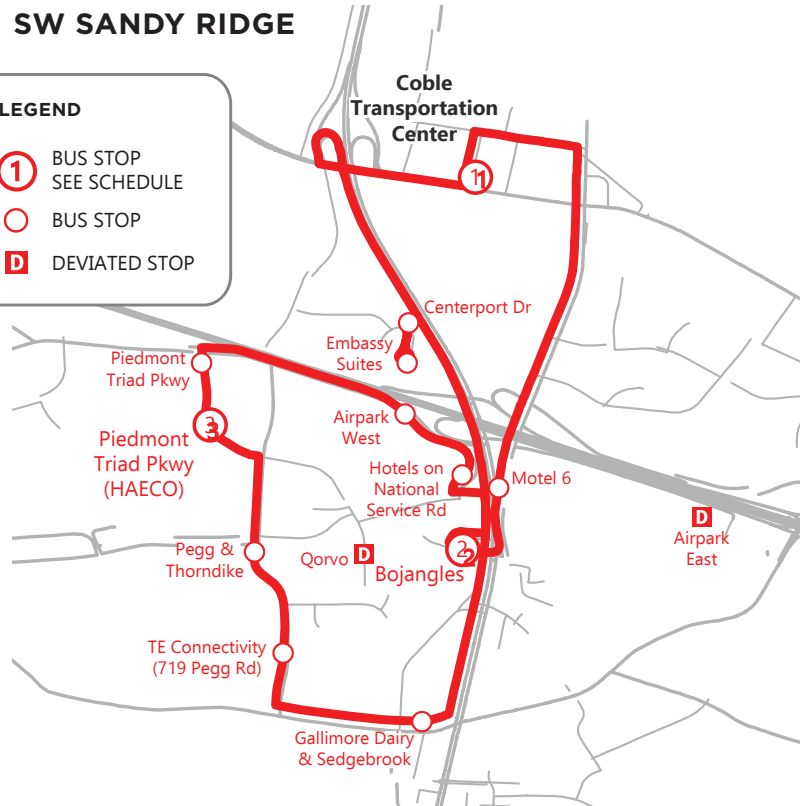 SW SANDY RIDGE
LEGEND
1
BUS STOP
SEE SCHEDULE
BUS STOP
D
DEVIATED STOP
Coble
Transportation
Center
1
Centerport Dr
Embassy
Suites
Piedmont
Triad Pkwy
3
Piedmont
Triad Pkwy
(HAECO)
Airpark
West
Hotels on
National
Service Rd
Motel 6
D
Airpark
East
Pegg &
Thorndike
Qorvo D
2
Bojangles
TE Connectivity
(719 Pegg Rd)
Gallimore Dairy
& Sedgebrook